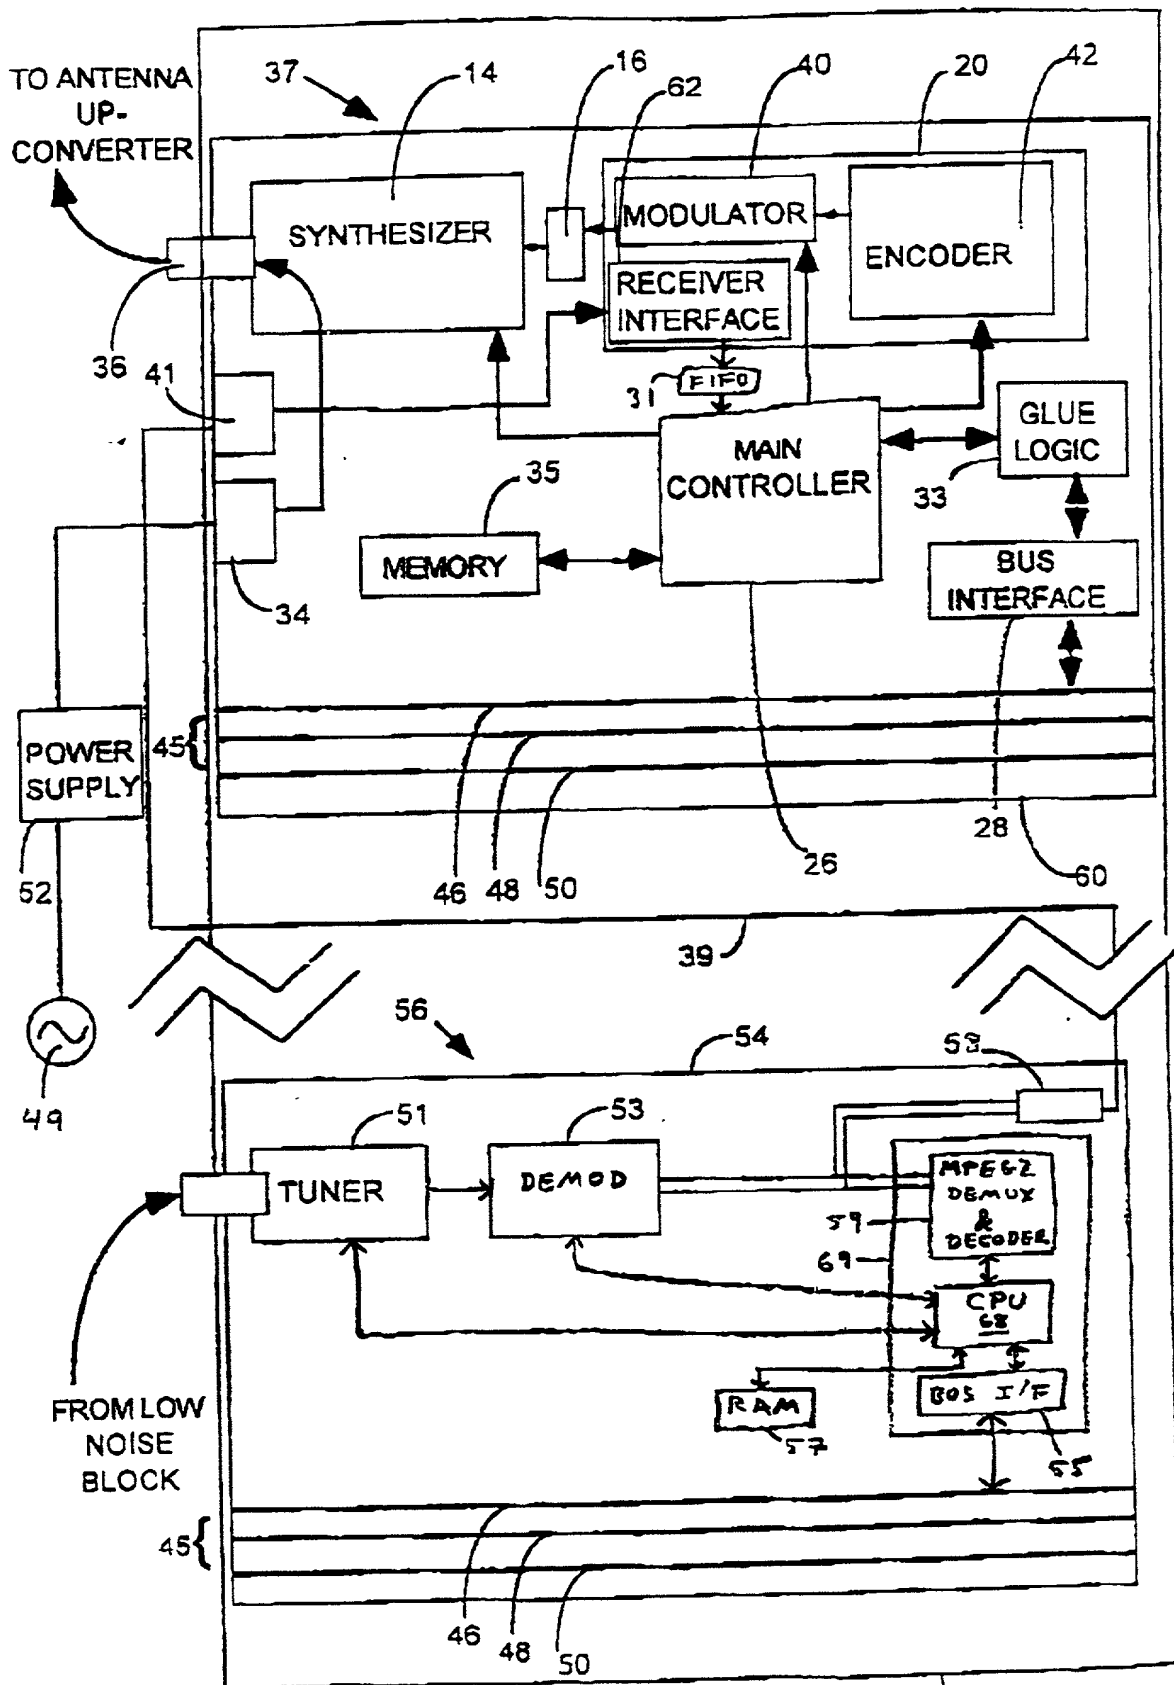 TO ANTENNA
UP-
CONVERTER
37
14
16
62
40
20
42
SYNTHESIZER
MODULATOR
ENCODER
RECEIVER
INTERFACE
36
41
31
FIFO
MAIN
CONTROLLER
GLUE
LOGIC
33
35
MEMORY
34
BUS
INTERFACE
POWER
SUPPLY
45
52
46
48
50
26
28
60
39
49
56
54
58
51
53
TUNER
DEMOD
MPEG2
DEMUX
&
DECODER
59
69
CPU
68
RAM
57
BUS I/F
55
FROM LOW
NOISE
BLOCK
45
46
48
50